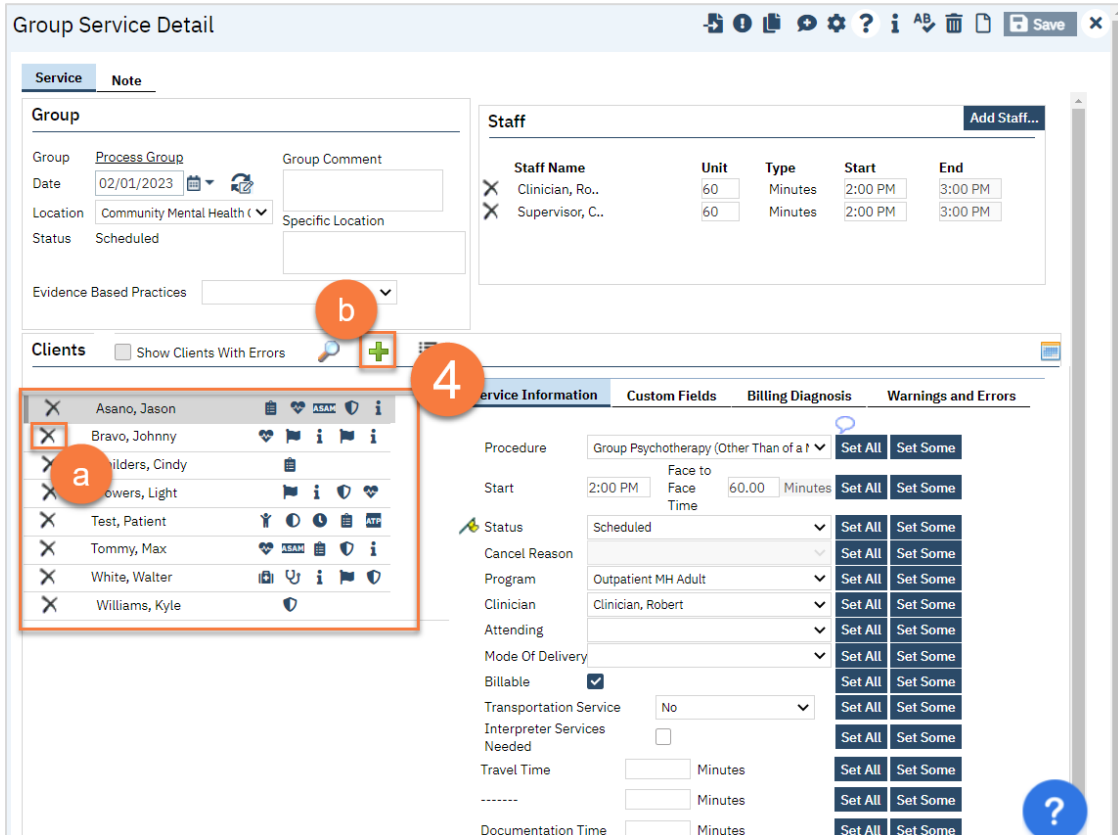 Group Service Detail
Save
Service Note
Group
Group Process Group Group Comment
Date 02/01/2023
Location Community Mental Health (
Specific Location
Status Scheduled
Evidence Based Practices
Staff
Add Staff...
Staff Name Unit Type Start End
Clinician, Ro.. 60 Minutes 2:00 PM 3:00 PM
Supervisor, C.. 60 Minutes 2:00 PM 3:00 PM
b
Clients Show Clients With Errors
4
Asano, Jason ASAM
Bravo, Johnny
a
ilders, Cindy
owers, Light
Test, Patient ATP
Tommy, Max ASAM
White, Walter
Williams, Kyle
ervice Information Custom Fields Billing Diagnosis Warnings and Errors
Procedure Group Psychotherapy (Other Than of a M Set All Set Some
Start 2:00 PM Face to Face Time 60.00 Minutes Set All Set Some
Status Scheduled Set All Set Some
Cancel Reason Set All Set Some
Program Outpatient MH Adult Set All Set Some
Clinician Clinician, Robert Set All Set Some
Attending Set All Set Some
Mode Of Delivery Set All Set Some
Billable Set All Set Some
Transportation Service No Set All Set Some
Interpreter Services Needed Set All Set Some
Travel Time Minutes Set All Set Some
------- Minutes Set All Set Some
Documentation Time Minutes Set All Set Some
?